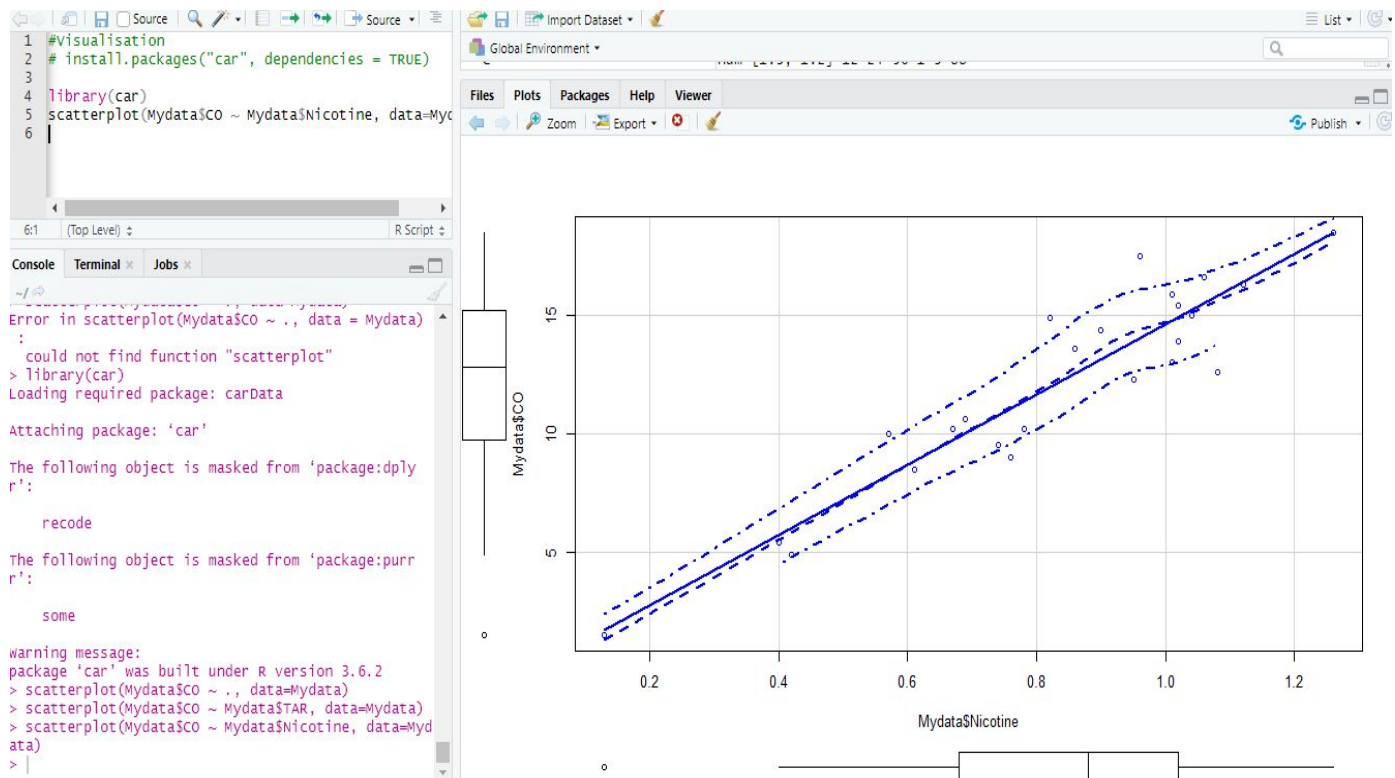 Source
Source
1 #Visualisation
2 # install.packages("car", dependencies = TRUE)
3
4 library(car)
5 scatterplot(Mydata$CO ~ Mydata$Nicotine, data=Myd
6
6:1 (Top Level) R Script
Console Terminal Jobs
~/
Error in scatterplot(Mydata$CO ~ ., data = Mydata)
:
could not find function "scatterplot"
> library(car)
Loading required package: carData
Attaching package: ‘car’
The following object is masked from ‘package:dply
r’:
recode
The following object is masked from ‘package:purr
r’:
some
Warning message:
package ‘car’ was built under R version 3.6.2
> scatterplot(Mydata$CO ~ ., data=Mydata)
> scatterplot(Mydata$CO ~ Mydata$TAR, data=Mydata)
> scatterplot(Mydata$CO ~ Mydata$Nicotine, data=Myd
ata)
>
Import Dataset
List
Global Environment
Files Plots Packages Help Viewer
Zoom Export Publish
Mydata$CO
15
10
5
0.2 0.4 0.6 0.8 1.0 1.2
Mydata$Nicotine